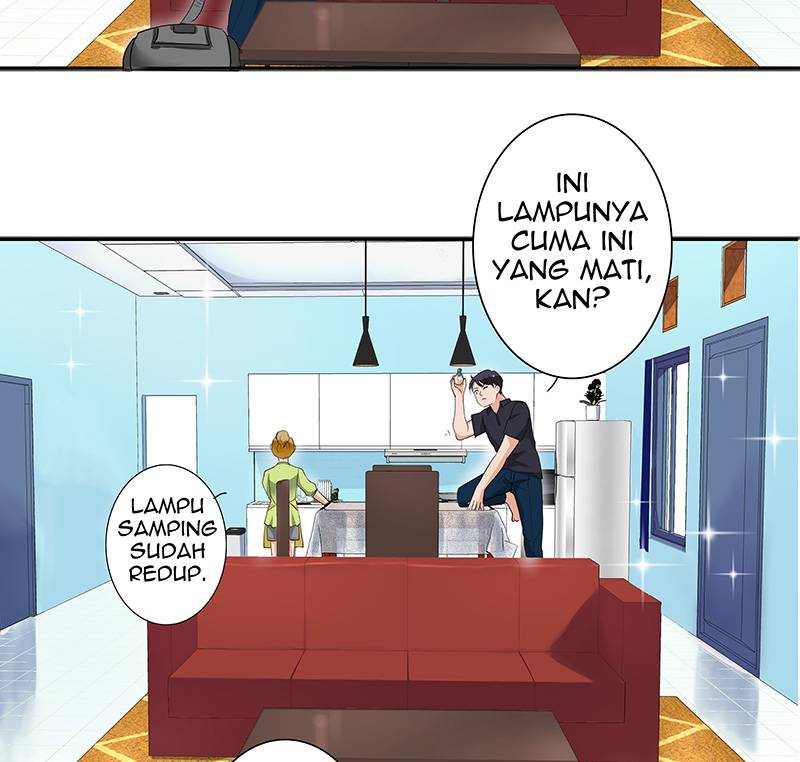 INI
LAMPUNYA
CUMA INI
YANG MATI,
KAN?
LAMPU
SAMPING
SUDAH
REDUP.